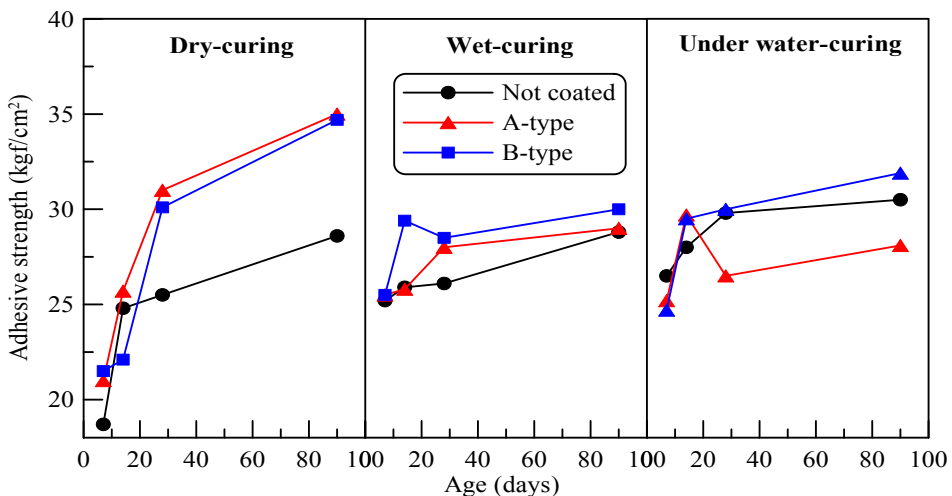 40
35
30
25
20
Adhesive strength (kgf/cm²)
Dry-curing
Wet-curing
Under water-curing
Not coated
A-type
B-type
0 20 40 60 80 100 20 40 60 80 100 20 40 60 80 100
Age (days)